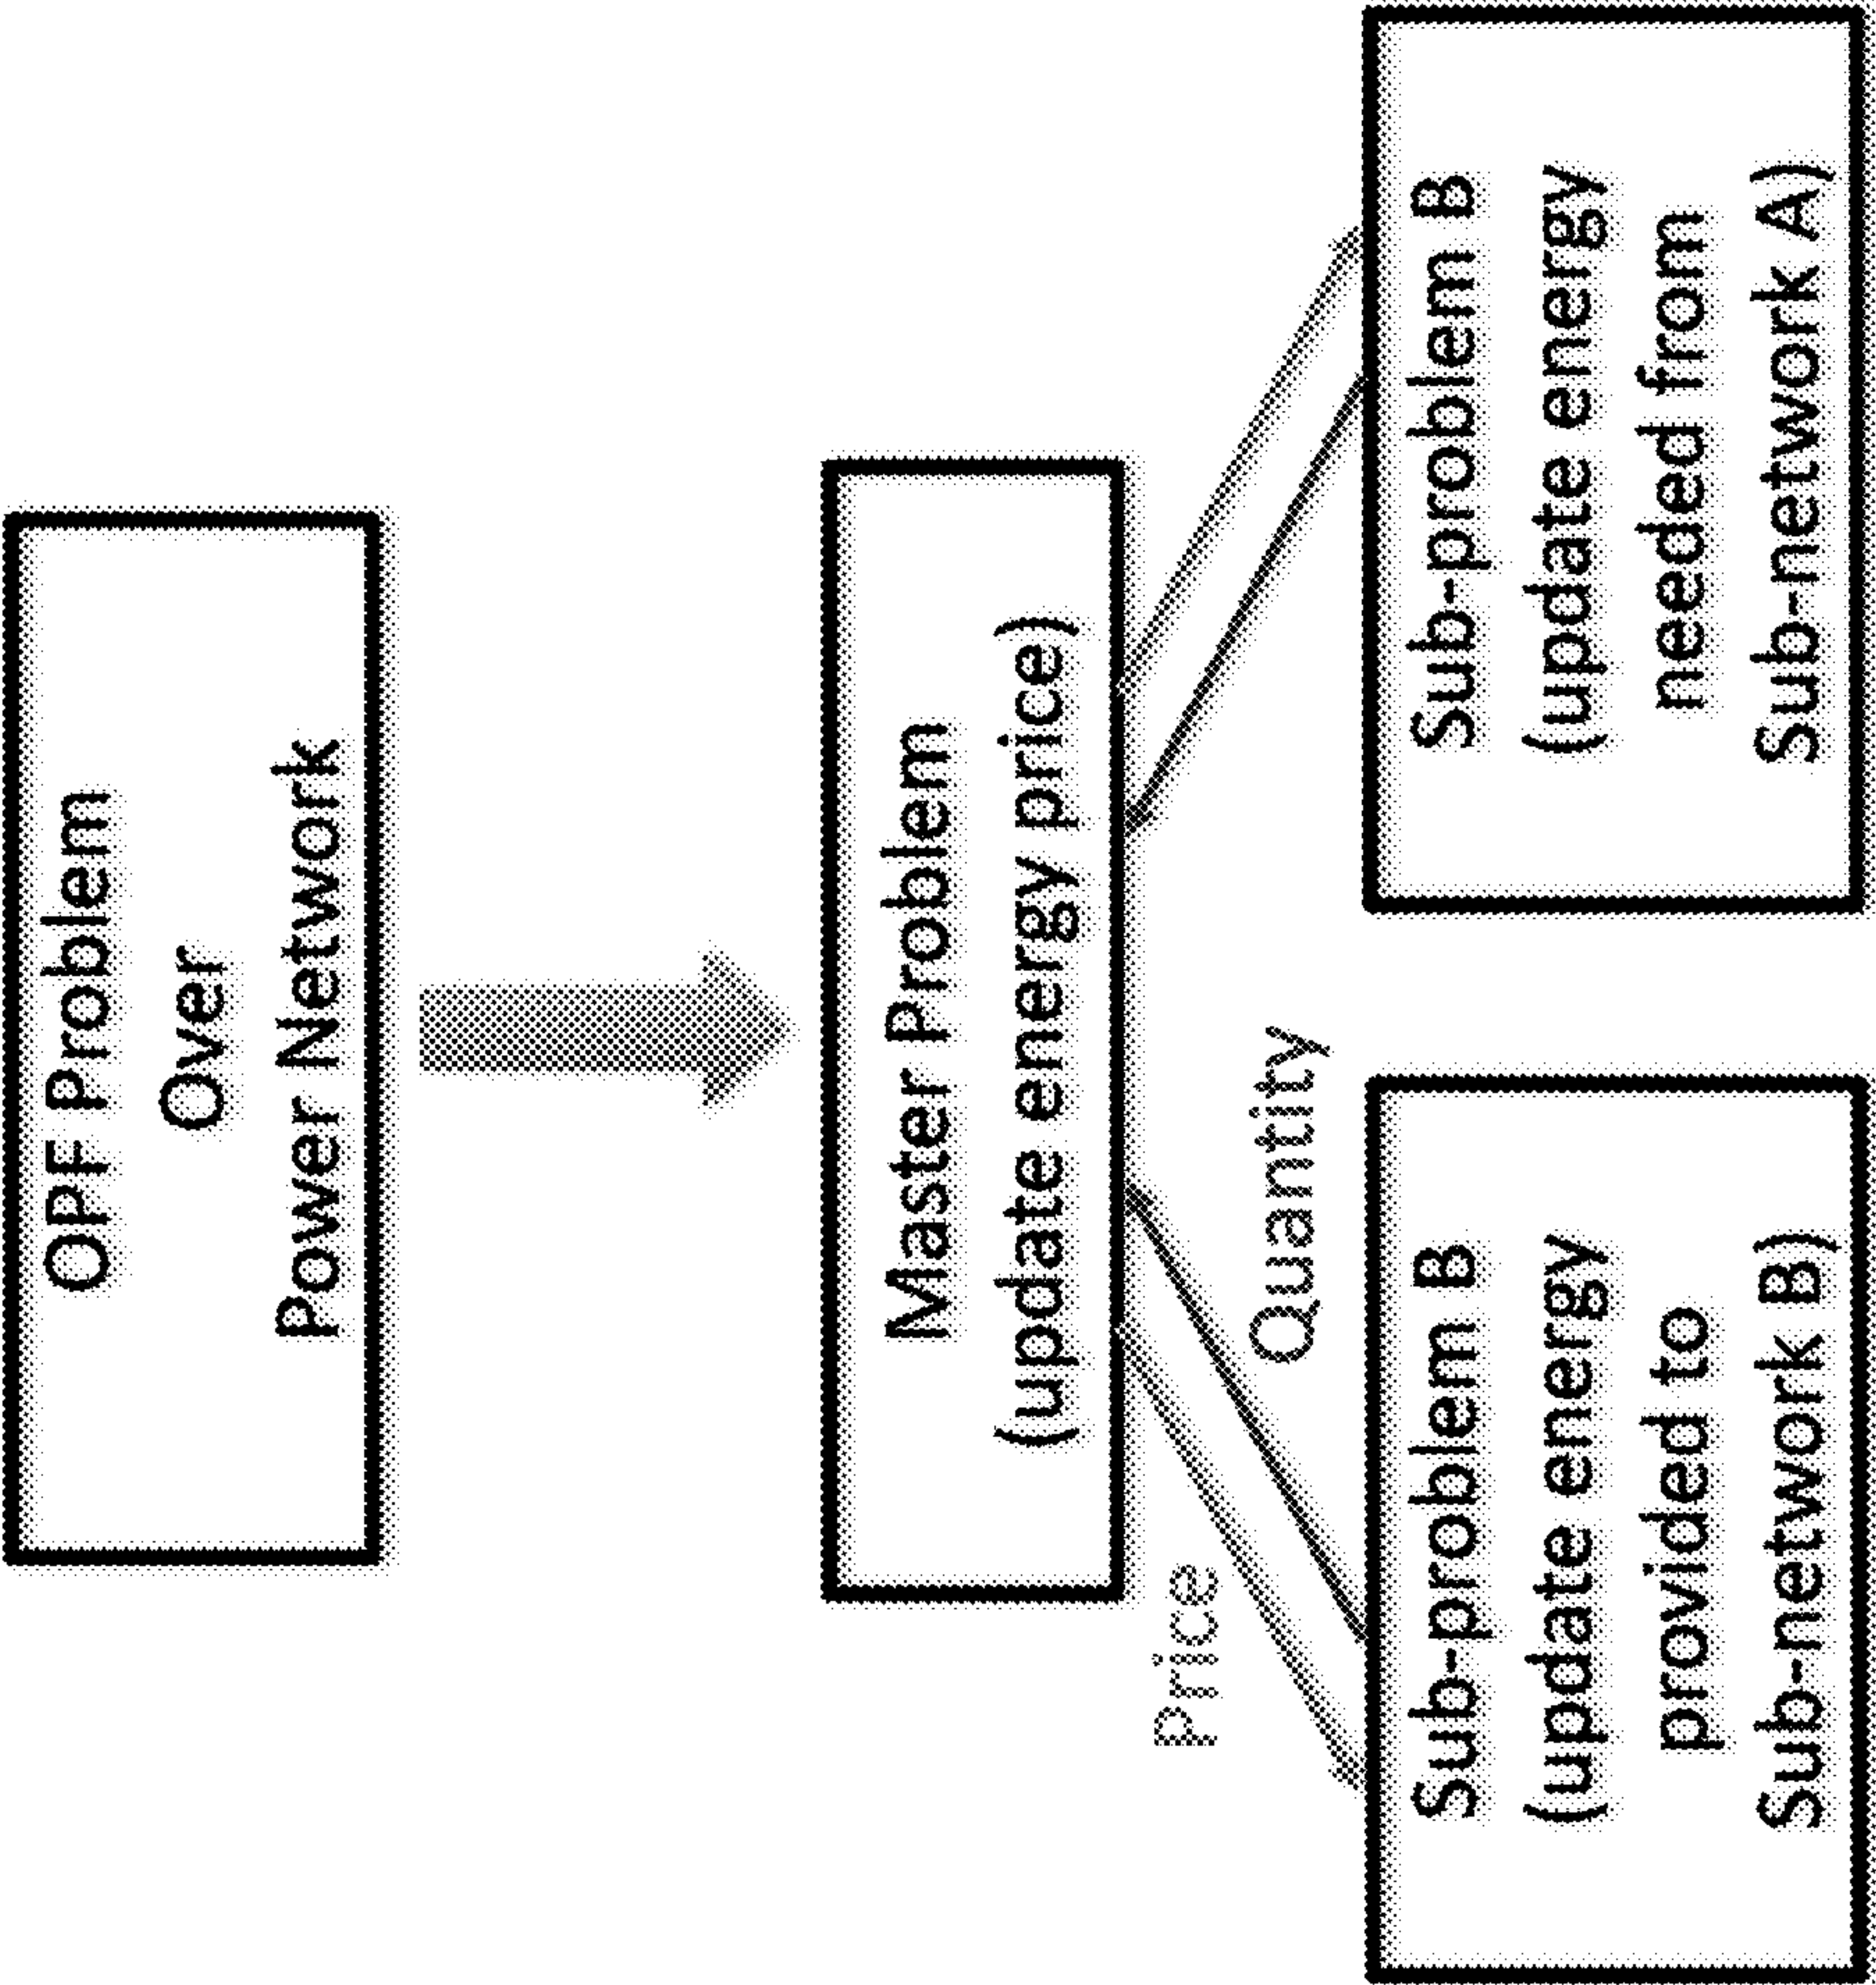 OPF Problem
Over
Power Network
Master Problem
(update energy price)
Price
Quantity
Sub-problem B
(update energy
provided to
Sub-network B)
Sub-problem B
(update energy
needed from
Sub-network A)